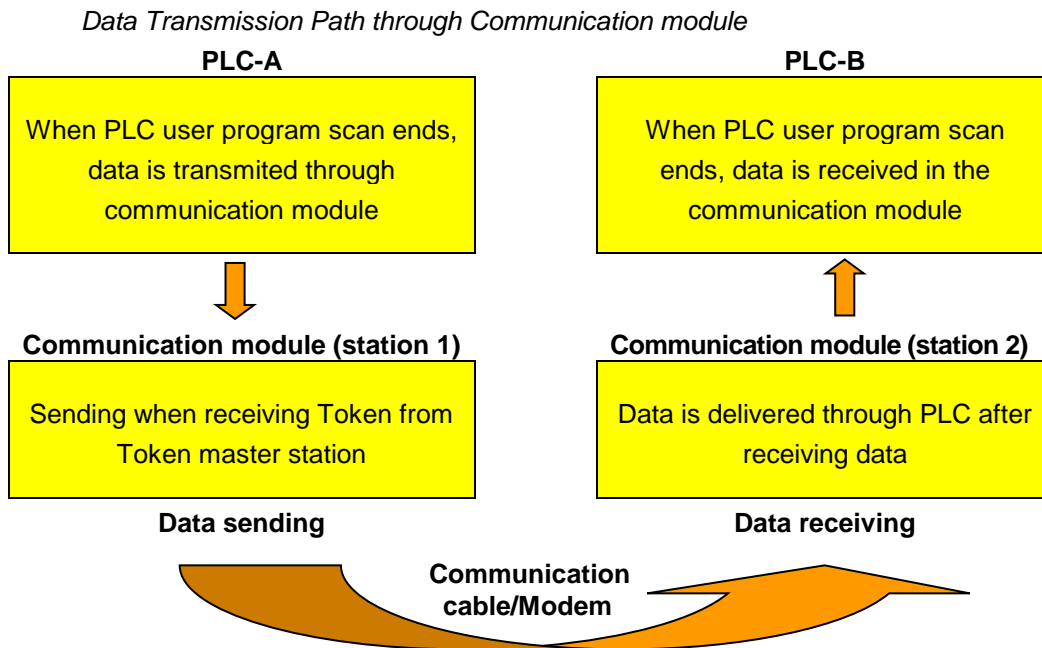 Data Transmission Path through Communication module
PLC-A
When PLC user program scan ends,
data is transmited through
communication module
PLC-B
When PLC user program scan
ends, data is received in the
communication module
Communication module (station 1)
Sending when receiving Token from
Token master station
Data sending
Communication module (station 2)
Data is delivered through PLC after
receiving data
Data receiving
Communication
cable/Modem